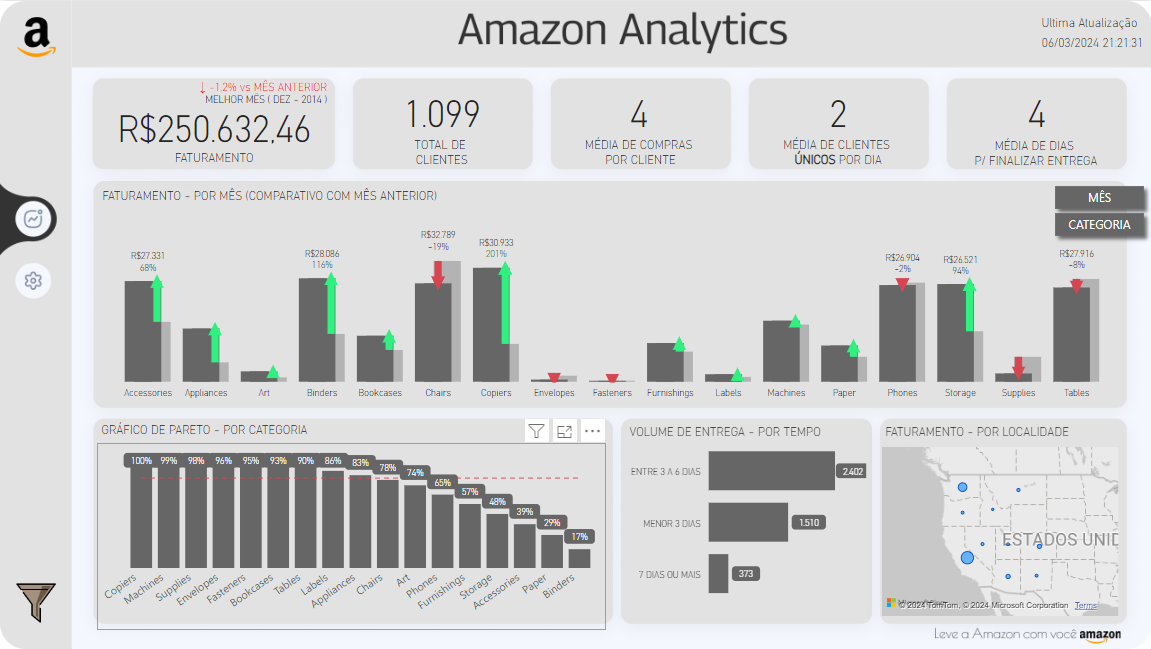 a
Amazon Analytics
Ultima Atualização
06/03/2024 21:21:31
↓ -1.2% vs MÊS ANTERIOR
MELHOR MÊS ( DEZ - 2014 )
R$250.632,46
FATURAMENTO
1.099
TOTAL DE
CLIENTES
4
MÉDIA DE COMPRAS
POR CLIENTE
2
MÉDIA DE CLIENTES
ÚNICOS POR DIA
4
MÉDIA DE DIAS
P/ FINALIZAR ENTREGA
FATURAMENTO - POR MÊS (COMPARATIVO COM MÊS ANTERIOR)
MÊS
CATEGORIA
R$27.331
68%
R$28.086
116%
R$32.789
-19%
R$30.933
201%
R$26.904
-2%
R$26.521
94%
R$27.916
-8%
Accessories
Appliances
Art
Binders
Bookcases
Chairs
Copiers
Envelopes
Fasteners
Furnishings
Labels
Machines
Paper
Phones
Storage
Supplies
Tables
GRÁFICO DE PARETO - POR CATEGORIA
100%
99%
98%
96%
95%
93%
90%
86%
83%
78%
74%
65%
57%
48%
39%
29%
17%
Copiers
Machines
Supplies
Envelopes
Fasteners
Bookcases
Tables
Labels
Appliances
Chairs
Art
Phones
Furnishings
Storage
Accessories
Paper
Binders
VOLUME DE ENTREGA - POR TEMPO
ENTRE 3 A 6 DIAS
2.402
MENOR 3 DIAS
1.510
7 DIAS OU MAIS
373
FATURAMENTO - POR LOCALIDADE
ESTADOS UNID
© 2024 TomTom, © 2024 Microsoft Corporation Terms
Leve a Amazon com você amazon